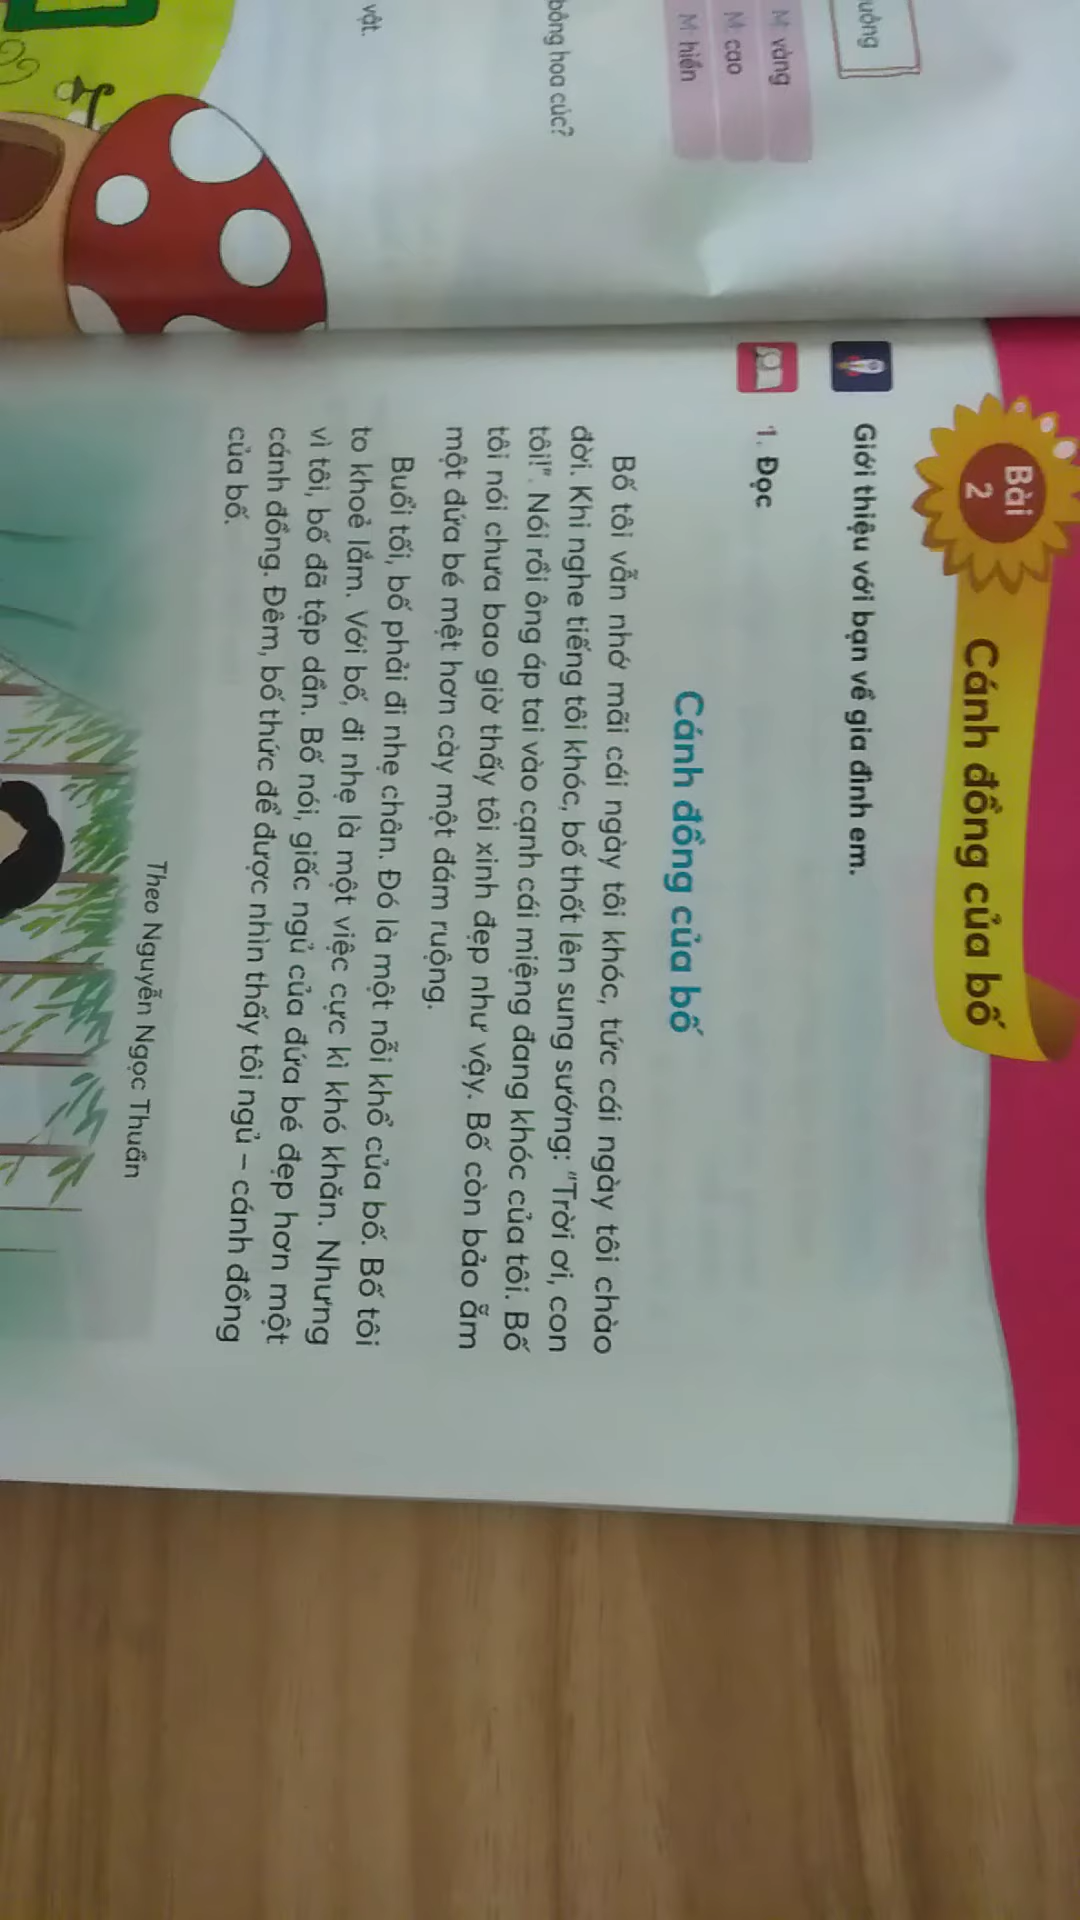 uông
M: vàng
M: cao
M: hiền
bông hoa cúc?
vật.
Bài
2
Cánh đồng của bố
Giới thiệu với bạn về gia đình em.
1. Đọc
Cánh đồng của bố
Bố tôi vẫn nhớ mãi cái ngày tôi khóc, tức cái ngày tôi chào
đời. Khi nghe tiếng tôi khóc, bố thốt lên sung sướng: "Trời ơi, con
tôi!". Nói rồi ông áp tai vào cạnh cái miệng đang khóc của tôi. Bố
tôi nói chưa bao giờ thấy tôi xinh đẹp như vậy. Bố còn bảo ẵm
một đứa bé mệt hơn cày một đám ruộng.
Buổi tối, bố phải đi nhẹ chân. Đó là một nỗi khổ của bố. Bố tôi
to khoẻ lắm. Với bố, đi nhẹ là một việc cực kì khó khăn. Nhưng
vì tôi, bố đã tập dần. Bố nói, giấc ngủ của đứa bé đẹp hơn một
cánh đồng. Đêm, bố thức để được nhìn thấy tôi ngủ – cánh đồng
của bố.
Theo Nguyễn Ngọc Thuần